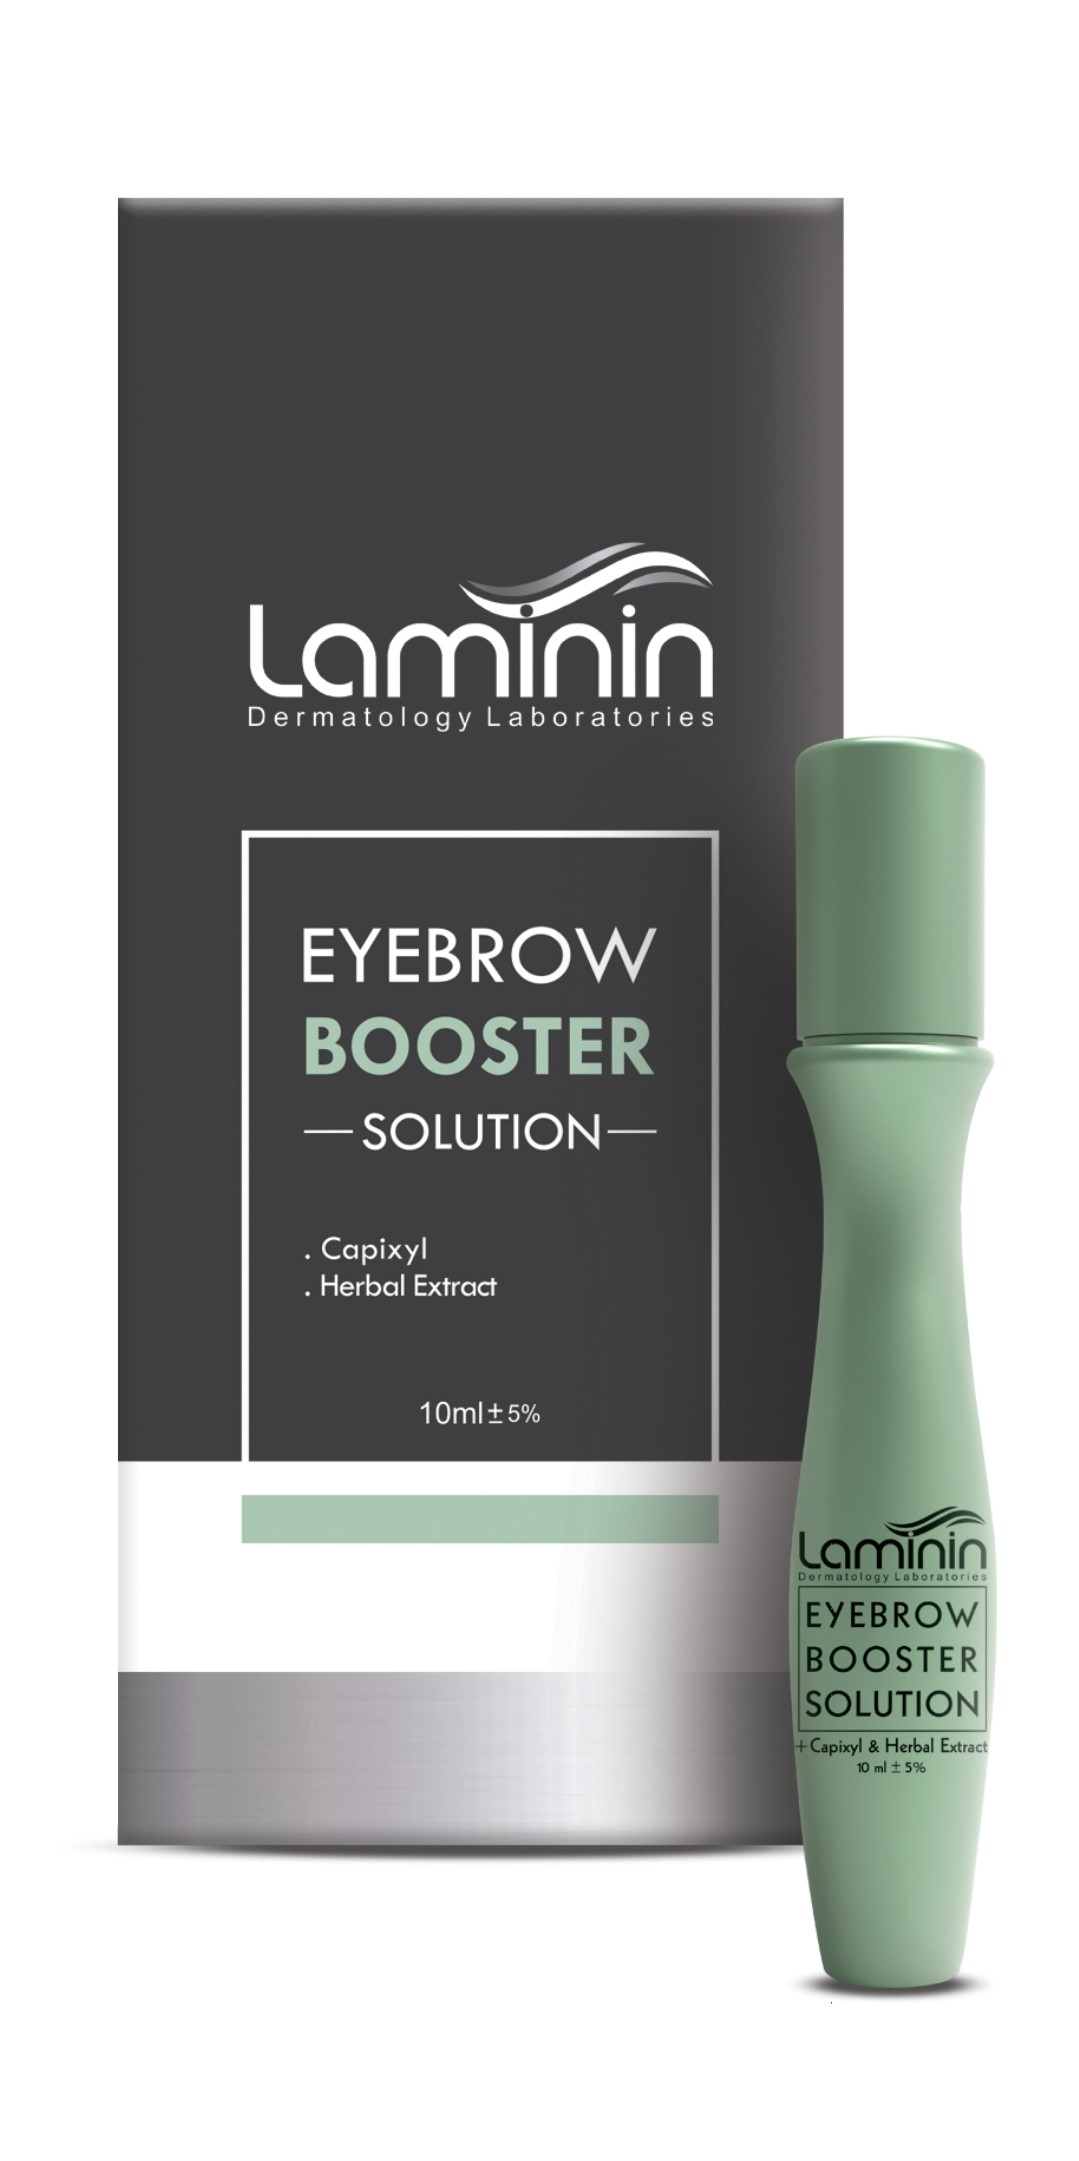 Laminin
Dermatology Laboratories
EYEBROW
BOOSTER
SOLUTION
. Capixyl
. Herbal Extract
10ml ± 5%
Laminin
Dermatology Laboratories
EYEBROW
BOOSTER
SOLUTION
+ Capixyl & Herbal Extract
10 ml ± 5%